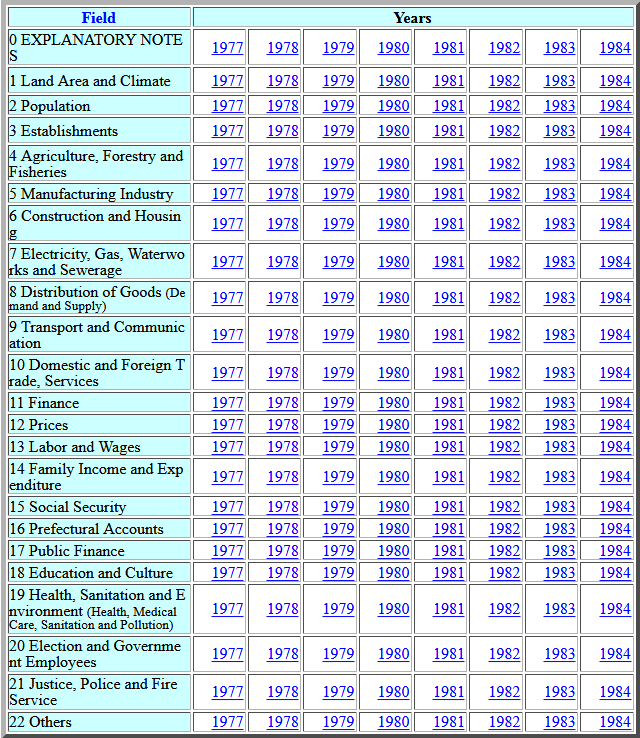 Field Years
0 EXPLANATORY NOTE
S 1977 1978 1979 1980 1981 1982 1983 1984
1 Land Area and Climate 1977 1978 1979 1980 1981 1982 1983 1984
2 Population 1977 1978 1979 1980 1981 1982 1983 1984
3 Establishments 1977 1978 1979 1980 1981 1982 1983 1984
4 Agriculture, Forestry and
Fisheries 1977 1978 1979 1980 1981 1982 1983 1984
5 Manufacturing Industry 1977 1978 1979 1980 1981 1982 1983 1984
6 Construction and Housin
g 1977 1978 1979 1980 1981 1982 1983 1984
7 Electricity, Gas, Waterwo
rks and Sewerage 1977 1978 1979 1980 1981 1982 1983 1984
8 Distribution of Goods (De
mand and Supply) 1977 1978 1979 1980 1981 1982 1983 1984
9 Transport and Communic
ation 1977 1978 1979 1980 1981 1982 1983 1984
10 Domestic and Foreign T
rade, Services 1977 1978 1979 1980 1981 1982 1983 1984
11 Finance 1977 1978 1979 1980 1981 1982 1983 1984
12 Prices 1977 1978 1979 1980 1981 1982 1983 1984
13 Labor and Wages 1977 1978 1979 1980 1981 1982 1983 1984
14 Family Income and Exp
enditure 1977 1978 1979 1980 1981 1982 1983 1984
15 Social Security 1977 1978 1979 1980 1981 1982 1983 1984
16 Prefectural Accounts 1977 1978 1979 1980 1981 1982 1983 1984
17 Public Finance 1977 1978 1979 1980 1981 1982 1983 1984
18 Education and Culture 1977 1978 1979 1980 1981 1982 1983 1984
19 Health, Sanitation and E
nvironment (Health, Medical
Care, Sanitation and Pollution) 1977 1978 1979 1980 1981 1982 1983 1984
20 Election and Governme
nt Employees 1977 1978 1979 1980 1981 1982 1983 1984
21 Justice, Police and Fire
Service 1977 1978 1979 1980 1981 1982 1983 1984
22 Others 1977 1978 1979 1980 1981 1982 1983 1984